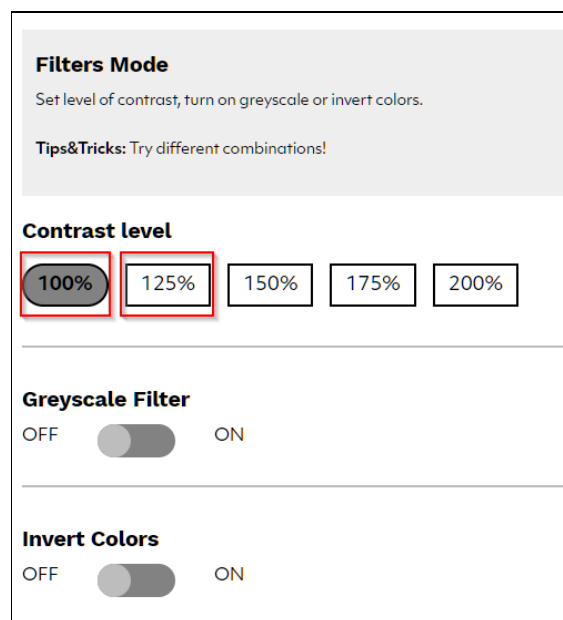 Filters Mode
Set level of contrast, turn on greyscale or invert colors.
Tips&Tricks: Try different combinations!
Contrast level
100% 125% 150% 175% 200%
Greyscale Filter
OFF ON
Invert Colors
OFF ON